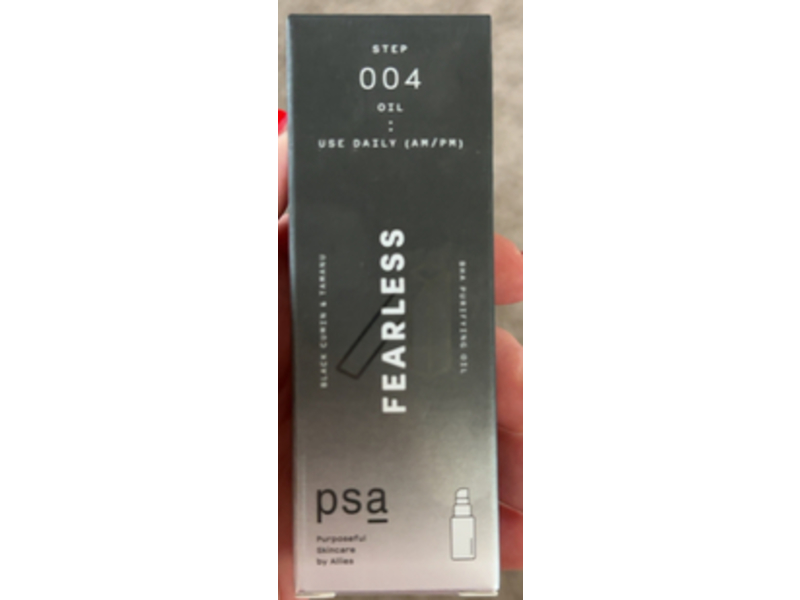 STEP
004
OIL
:
USE DAILY (AM/PM)
BLACK CUMIN & TAMANU
FEARLESS
BHA PURIFYING OIL
psa
Purposeful
Skincare
by Allies